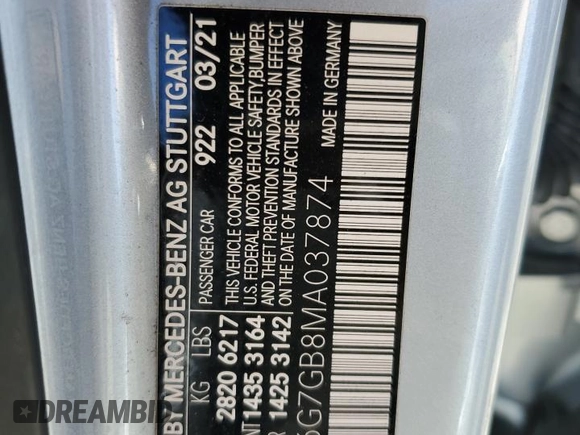 BY MERCEDES-BENZ AG STUTTGART
922 03/21
KG LBS PASSENGER CAR
2820 6217
1435 3164
1425 3142
THIS VEHICLE CONFORMS TO ALL APPLICABLE
U.S. FEDERAL MOTOR VEHICLE SAFETY/BUMPER
AND THEFT PREVENTION STANDARDS IN EFFECT
ON THE DATE OF MANUFACTURE SHOWN ABOVE
G7GB8MA037874 MADE IN GERMANY
DREAMBID